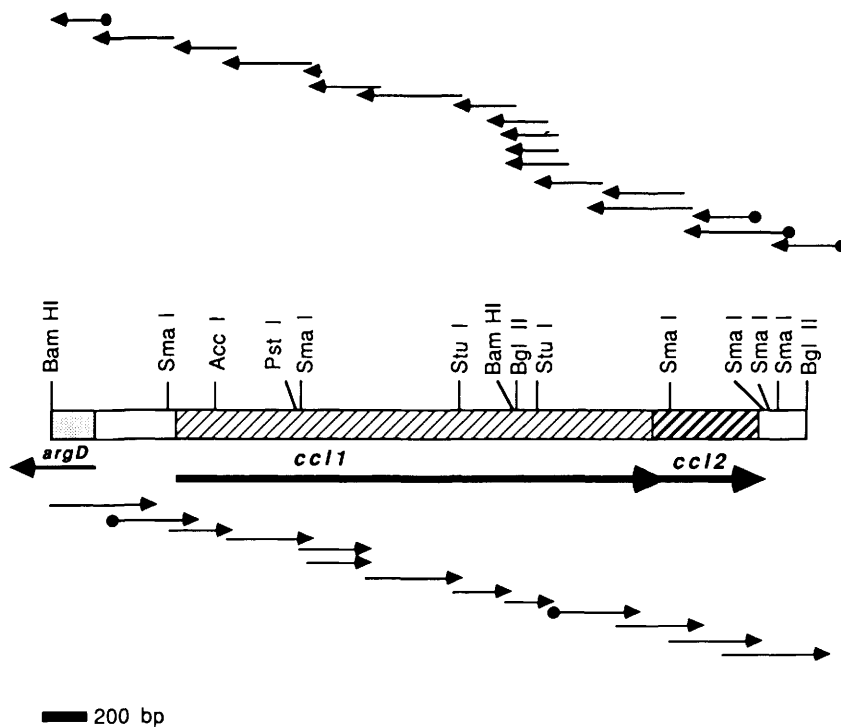 Bam HI
Sma I
Acc I
Pst I
Sma I
Stu I
Bam HI
Bgl II
Stu I
Sma I
Sma I
Sma I
Sma I
Bgl II
argD
ccl1
ccl2
200 bp